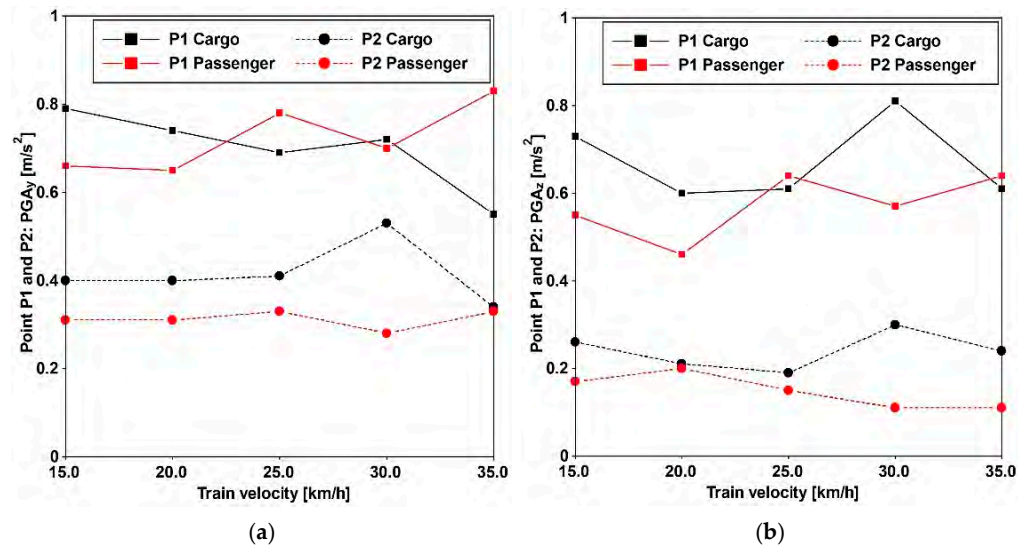 1
0.8
0.6
0.4
0.2
0
Point P1 and P2: PGAy [m/s²]
P1 Cargo P2 Cargo
P1 Passenger P2 Passenger
15.0 20.0 25.0 30.0 35.0
Train velocity [km/h]
(a)
1
0.8
0.6
0.4
0.2
0
Point P1 and P2: PGAz [m/s²]
P1 Cargo P2 Cargo
P1 Passenger P2 Passenger
15.0 20.0 25.0 30.0 35.0
Train velocity [km/h]
(b)